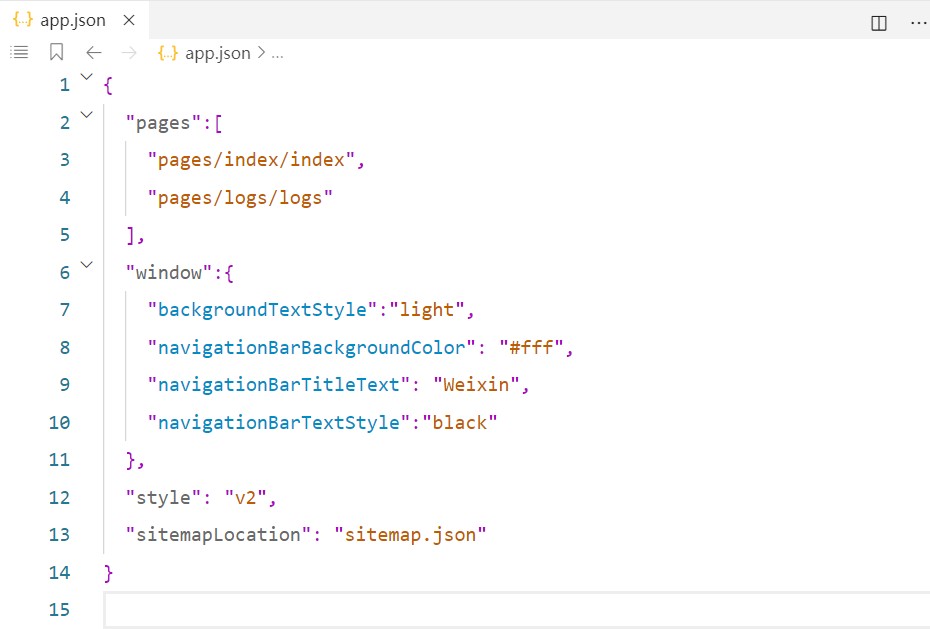 {..} app.json ×
{..} app.json > ...
1 {
2 "pages":[
3 "pages/index/index",
4 "pages/logs/logs"
5 ],
6 "window":{
7 "backgroundTextStyle":"light",
8 "navigationBarBackgroundColor": "#fff",
9 "navigationBarTitleText": "Weixin",
10 "navigationBarTextStyle":"black"
11 },
12 "style": "v2",
13 "sitemapLocation": "sitemap.json"
14 }
15